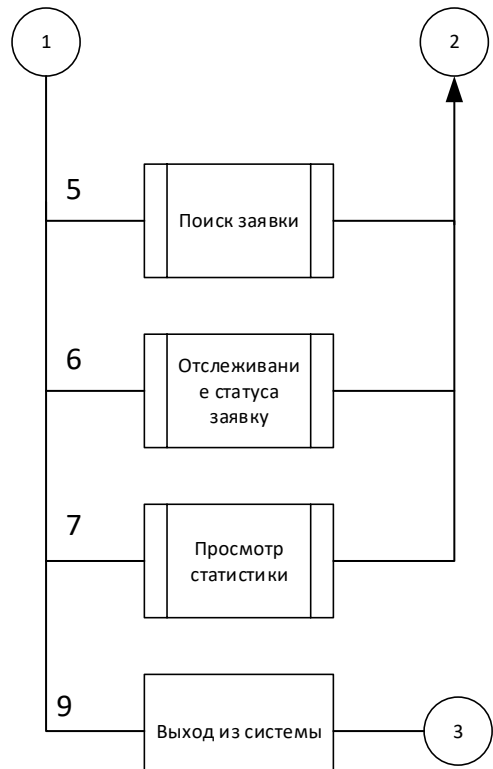 1
2
5
Поиск заявки
6
Отслеживани
е статуса
заявку
7
Просмотр
статистики
9
Выход из системы
3